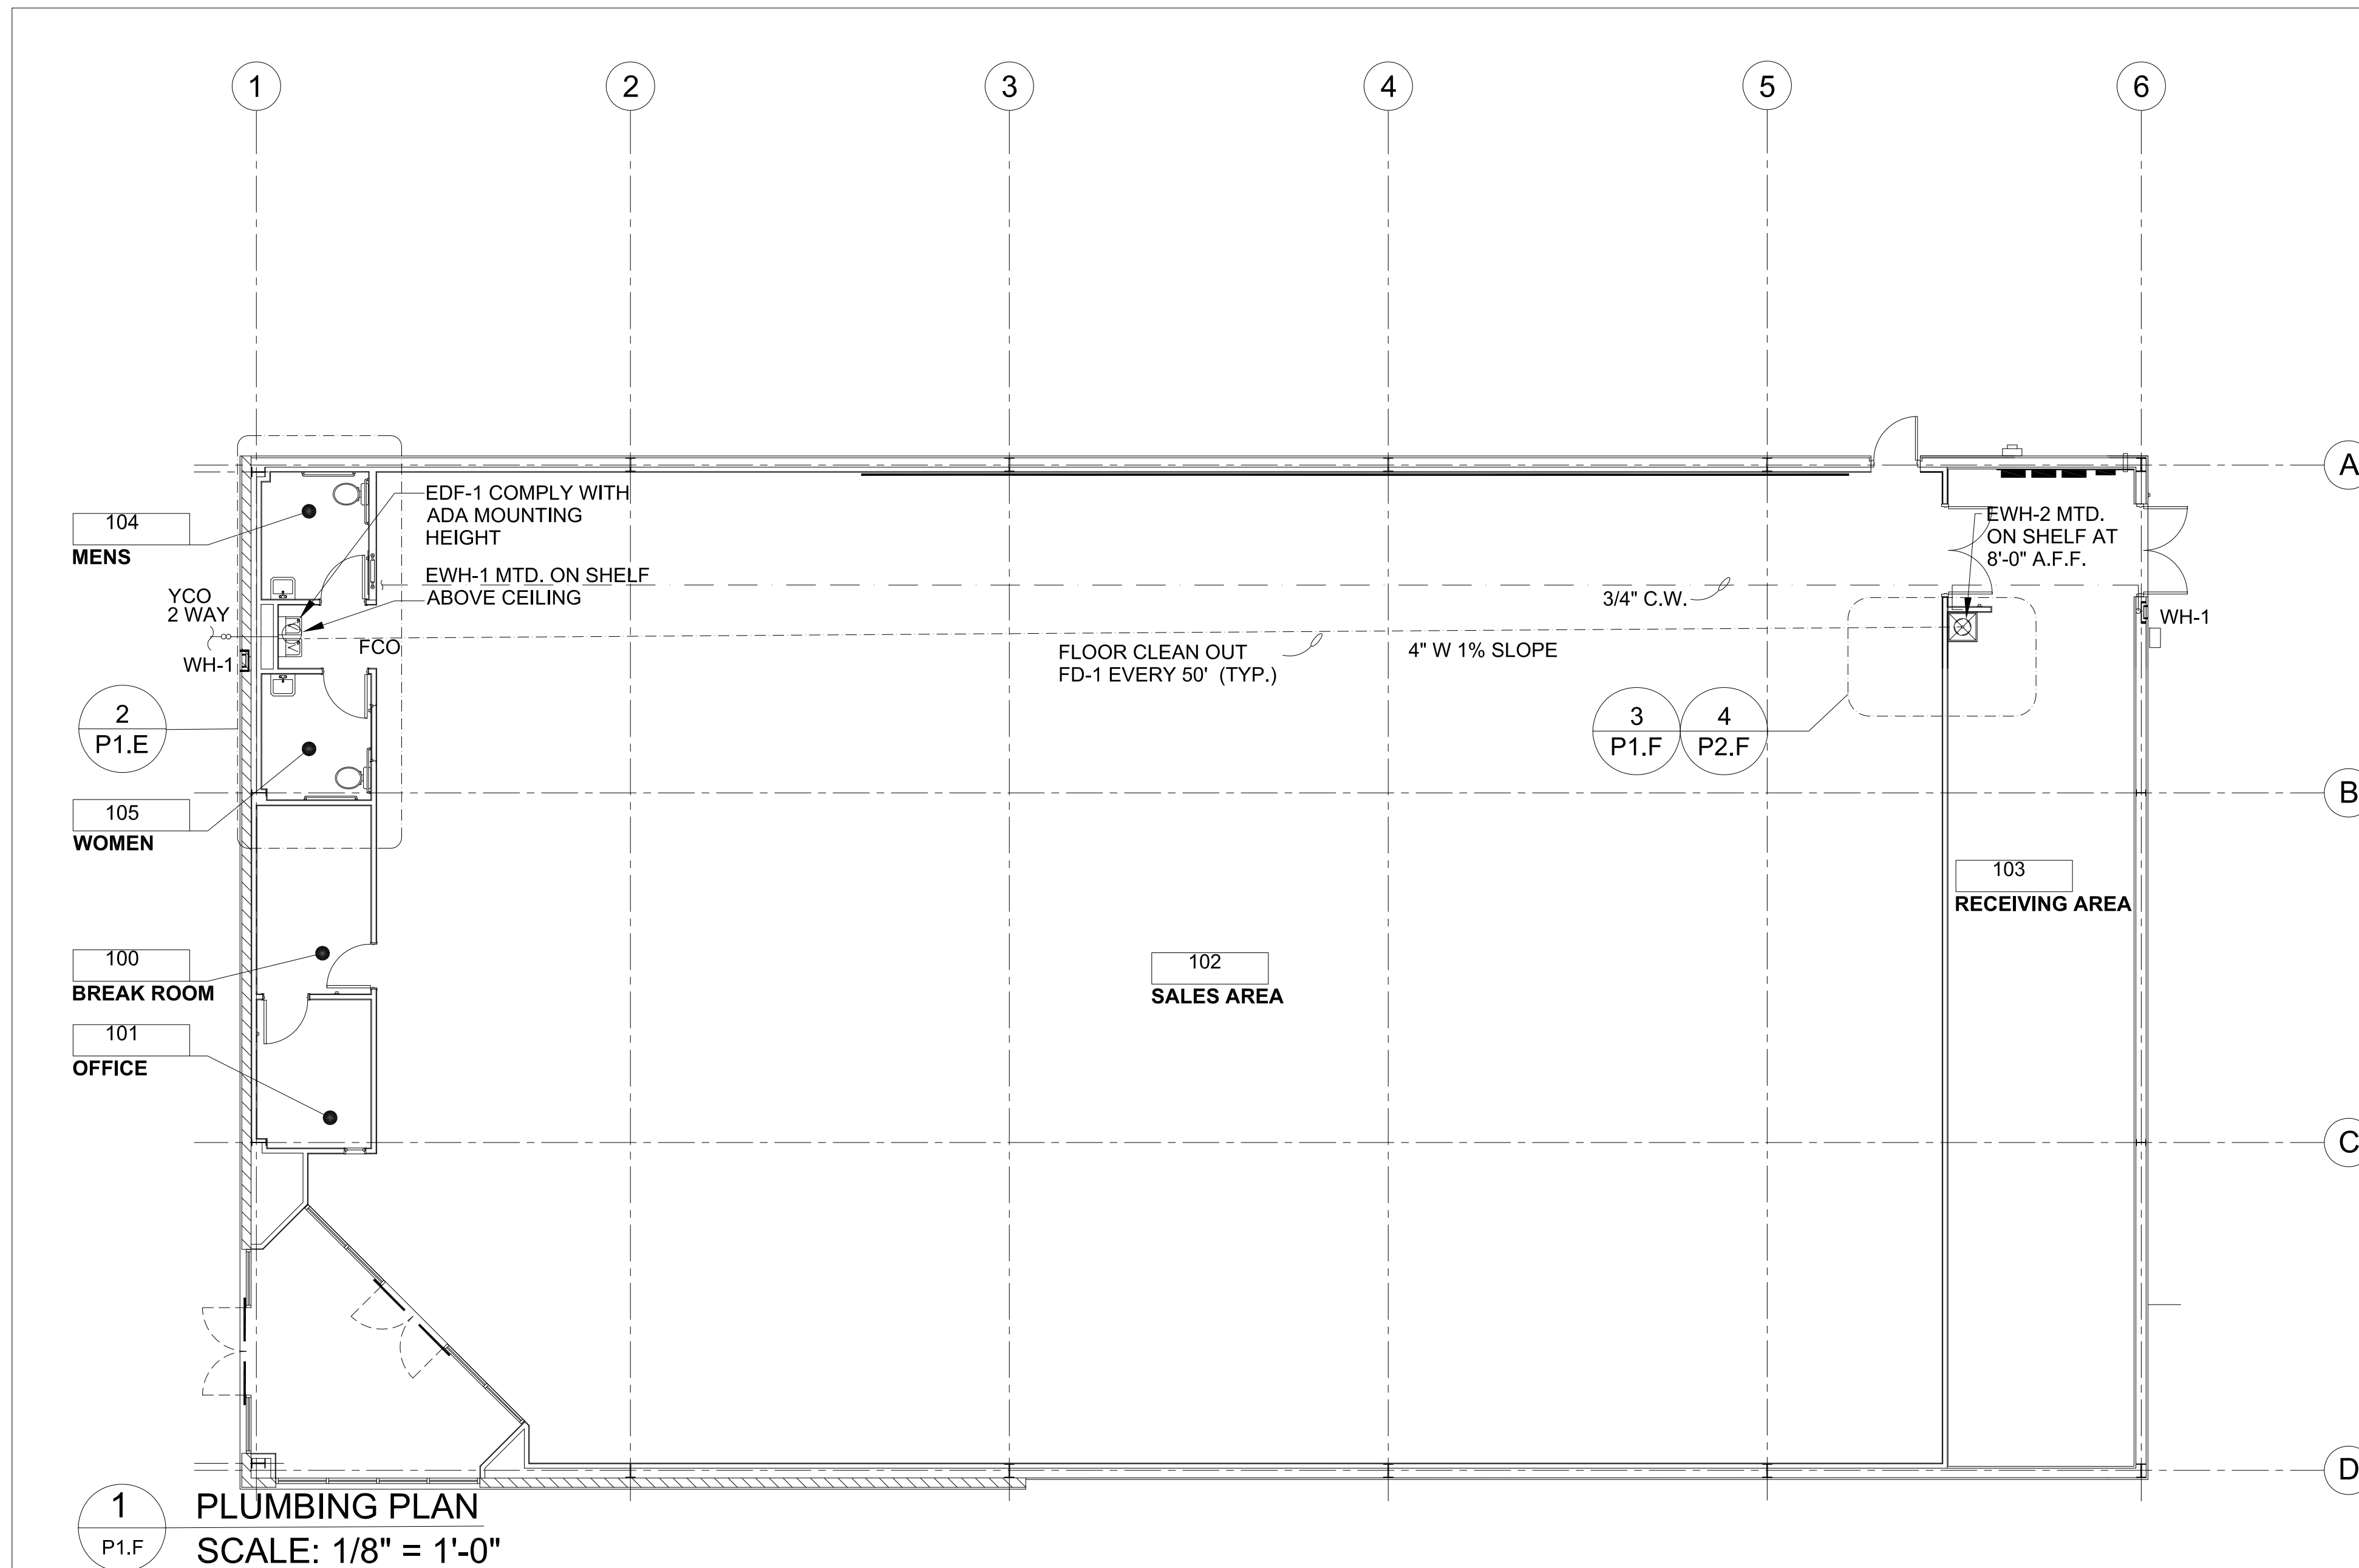 1
2
3
4
5
6
A
EDF-1 COMPLY WITH
ADA MOUNTING
HEIGHT
104
MENS
EWH-2 MTD.
ON SHELF AT
8'-0" A.F.F.
EWH-1 MTD. ON SHELF
ABOVE CEILING
YCO
2 WAY
3/4" C.W.
WH-1
FCO
WH-1
FLOOR CLEAN OUT
FD-1 EVERY 50' (TYP.)
4" W 1% SLOPE
2
P1.E
3
P1.F
4
P2.F
B
105
WOMEN
103
RECEIVING AREA
100
BREAK ROOM
102
SALES AREA
101
OFFICE
C
D
1
P1.F
PLUMBING PLAN
SCALE: 1/8" = 1'-0"